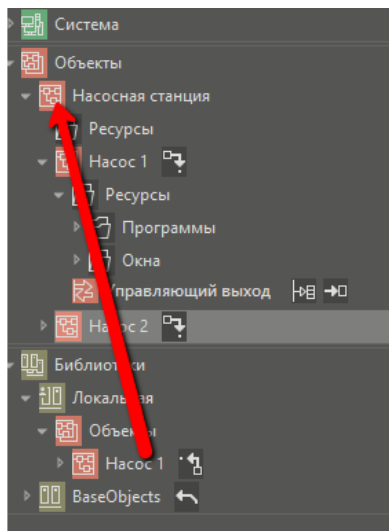 Система
Объекты
Насосная станция
Ресурсы
Насос 1
Ресурсы
Программы
Окна
Управляющий выход
Насос 2
Библиотеки
Локальная
Объекты
Насос 1
BaseObjects